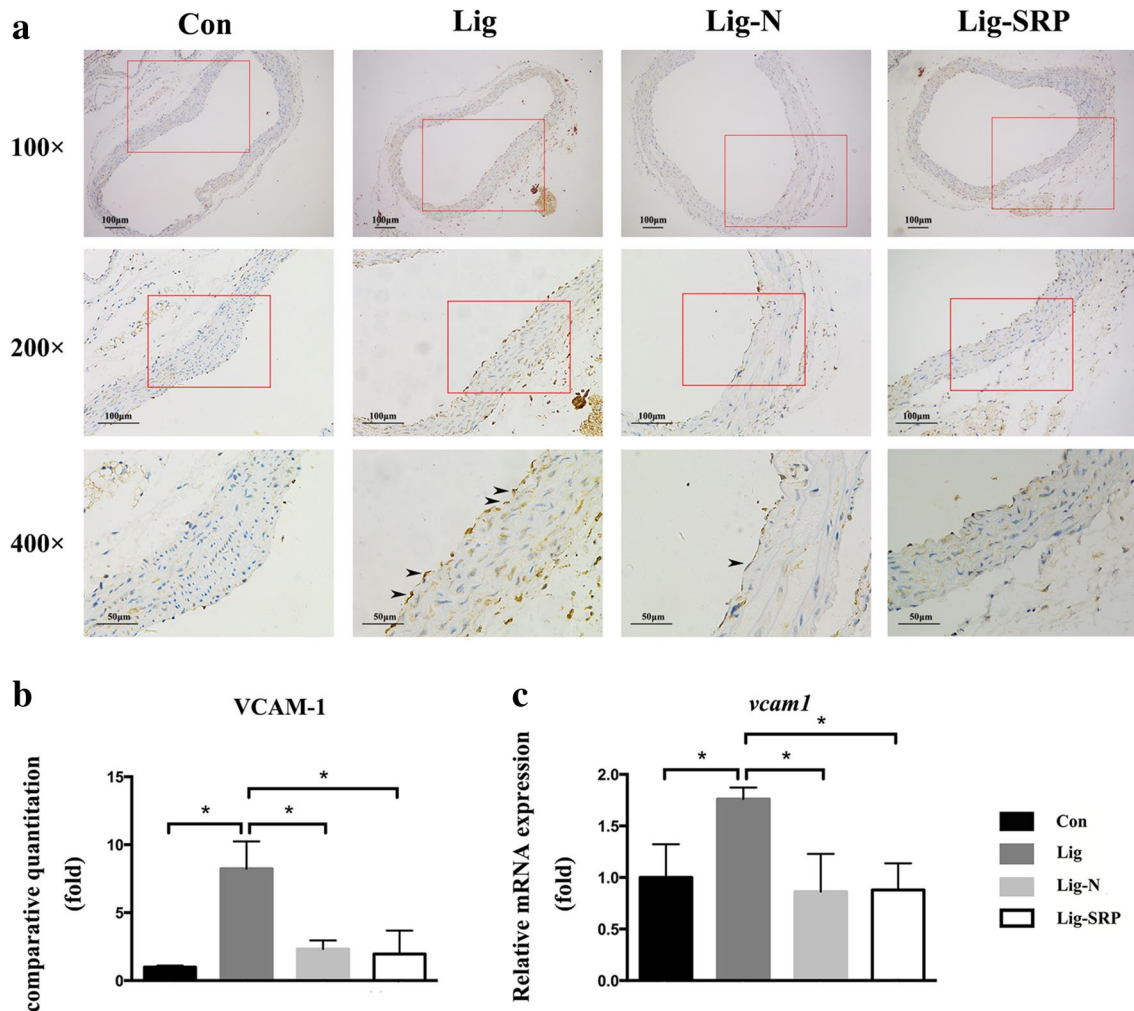 a
Con Lig Lig-N Lig-SRP
100×
100μm 100μm 100μm 100μm
200×
100μm 100μm 100μm 100μm
400×
50μm 50μm 50μm 50μm
b
VCAM-1
comparative quantitation
(fold)
15
10
5
0
* * *
c
vcam1
Relative mRNA expression
(fold)
2.0
1.5
1.0
0.5
0.0
* * *
Con
Lig
Lig-N
Lig-SRP